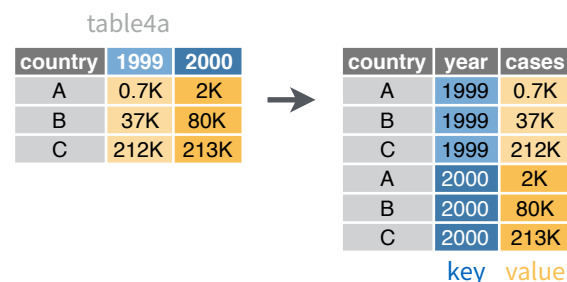 table4a
country 1999 2000
A 0.7K 2K
B 37K 80K
C 212K 213K
country year cases
A 1999 0.7K
B 1999 37K
C 1999 212K
A 2000 2K
B 2000 80K
C 2000 213K
key value